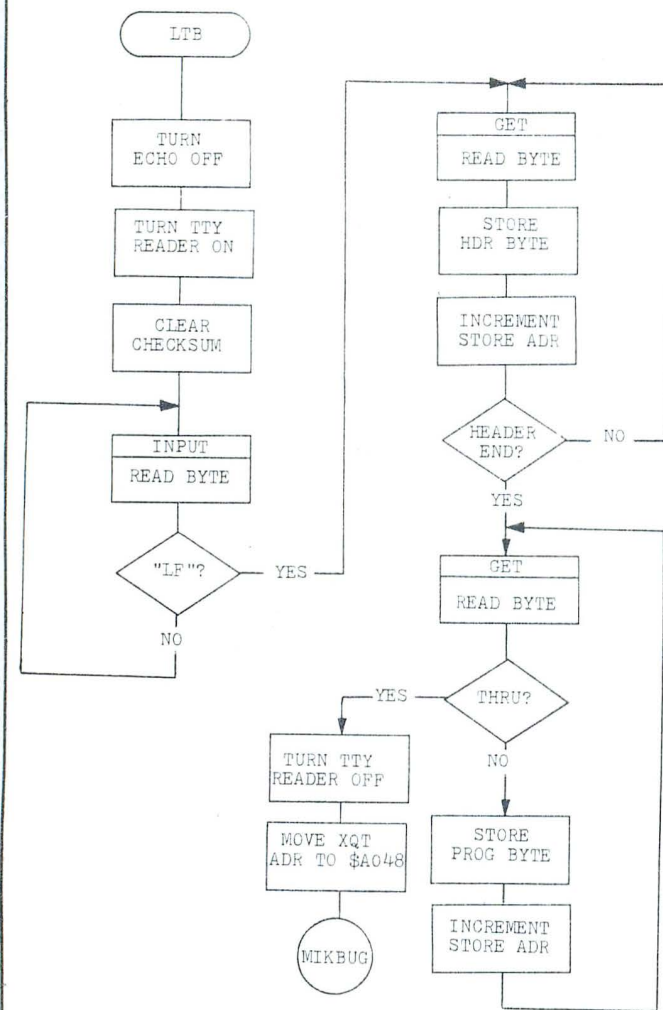 LTB
TURN
ECHO OFF
TURN TTY
READER ON
CLEAR
CHECKSUM
INPUT
READ BYTE
"LF"?
YES
NO
GET
READ BYTE
STORE
HDR BYTE
INCREMENT
STORE ADR
HEADER
END?
NO
YES
GET
READ BYTE
THRU?
YES
NO
TURN TTY
READER OFF
MOVE XQT
ADR TO $A048
MIKBUG
STORE
PROG BYTE
INCREMENT
STORE ADR